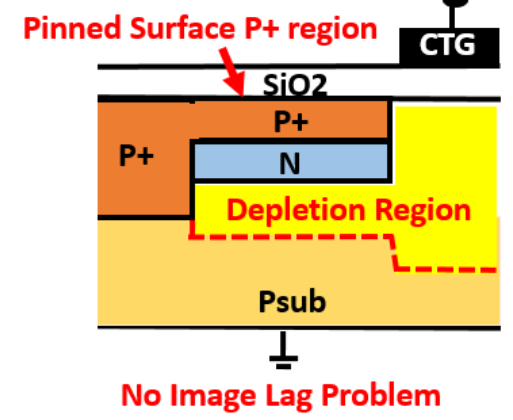 Pinned Surface P+ region
CTG
SiO2
P+
P+
N
Depletion Region
Psub
No Image Lag Problem